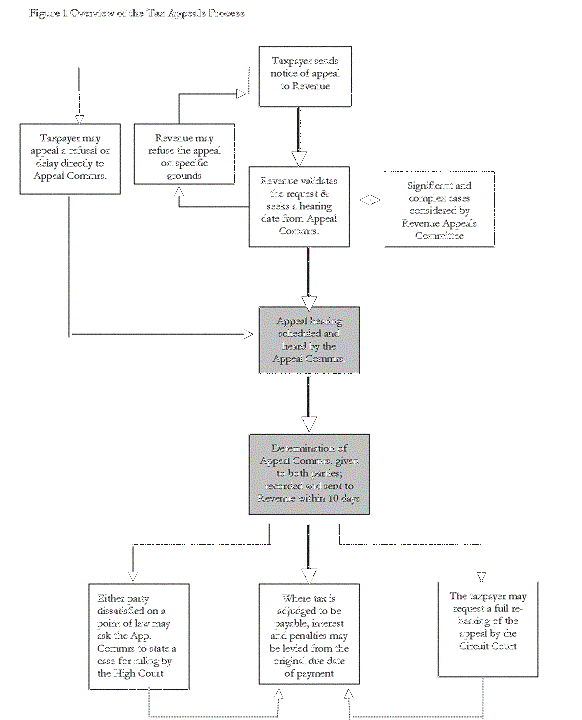 Figure 1 Overview of the Tax Appeals Process
Taxpayer sends
notice of appeal
to Revenue
Taxpayer may
appeal a refusal or
delay directly to
Appeal Commrs.
Revenue may
refuse the appeal
on specific
grounds
Revenue validates
the request &
seeks a hearing
date from Appeal
Commrs.
Significant and
complex cases
considered by
Revenue Appeals
Committee
Appeal hearing
scheduled and
heard by the
Appeal Commrs
Determination of
Appeal Commrs. given
to both parties;
recorded and sent to
Revenue within 10 days
Either party
dissatisfied on a
point of law may
ask the App.
Commrs to state a
case for ruling by
the High Court
Where tax is
adjudged to be
payable, interest
and penalties may
be levied from the
original due date
of payment
The taxpayer may
request a full re-
hearing of the
appeal by the
Circuit Court